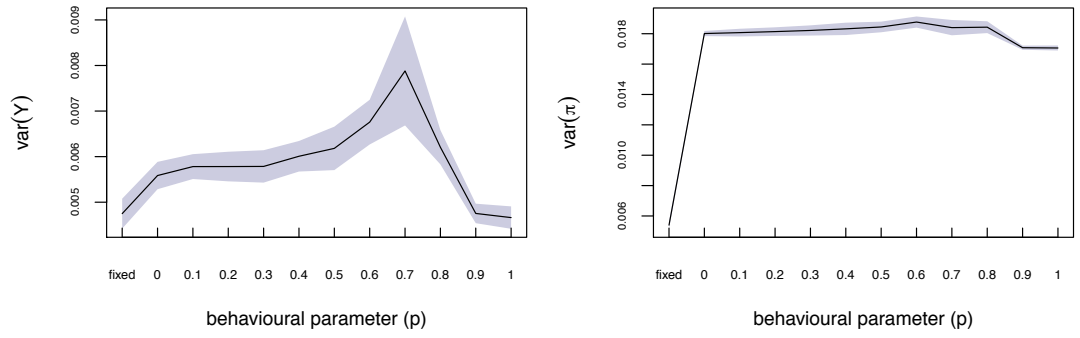 var(Y)
0.009
0.008
0.007
0.006
0.005
fixed 0 0.1 0.2 0.3 0.4 0.5 0.6 0.7 0.8 0.9 1
behavioural parameter (p)
var(π)
0.018
0.014
0.010
0.006
fixed 0 0.1 0.2 0.3 0.4 0.5 0.6 0.7 0.8 0.9 1
behavioural parameter (p)